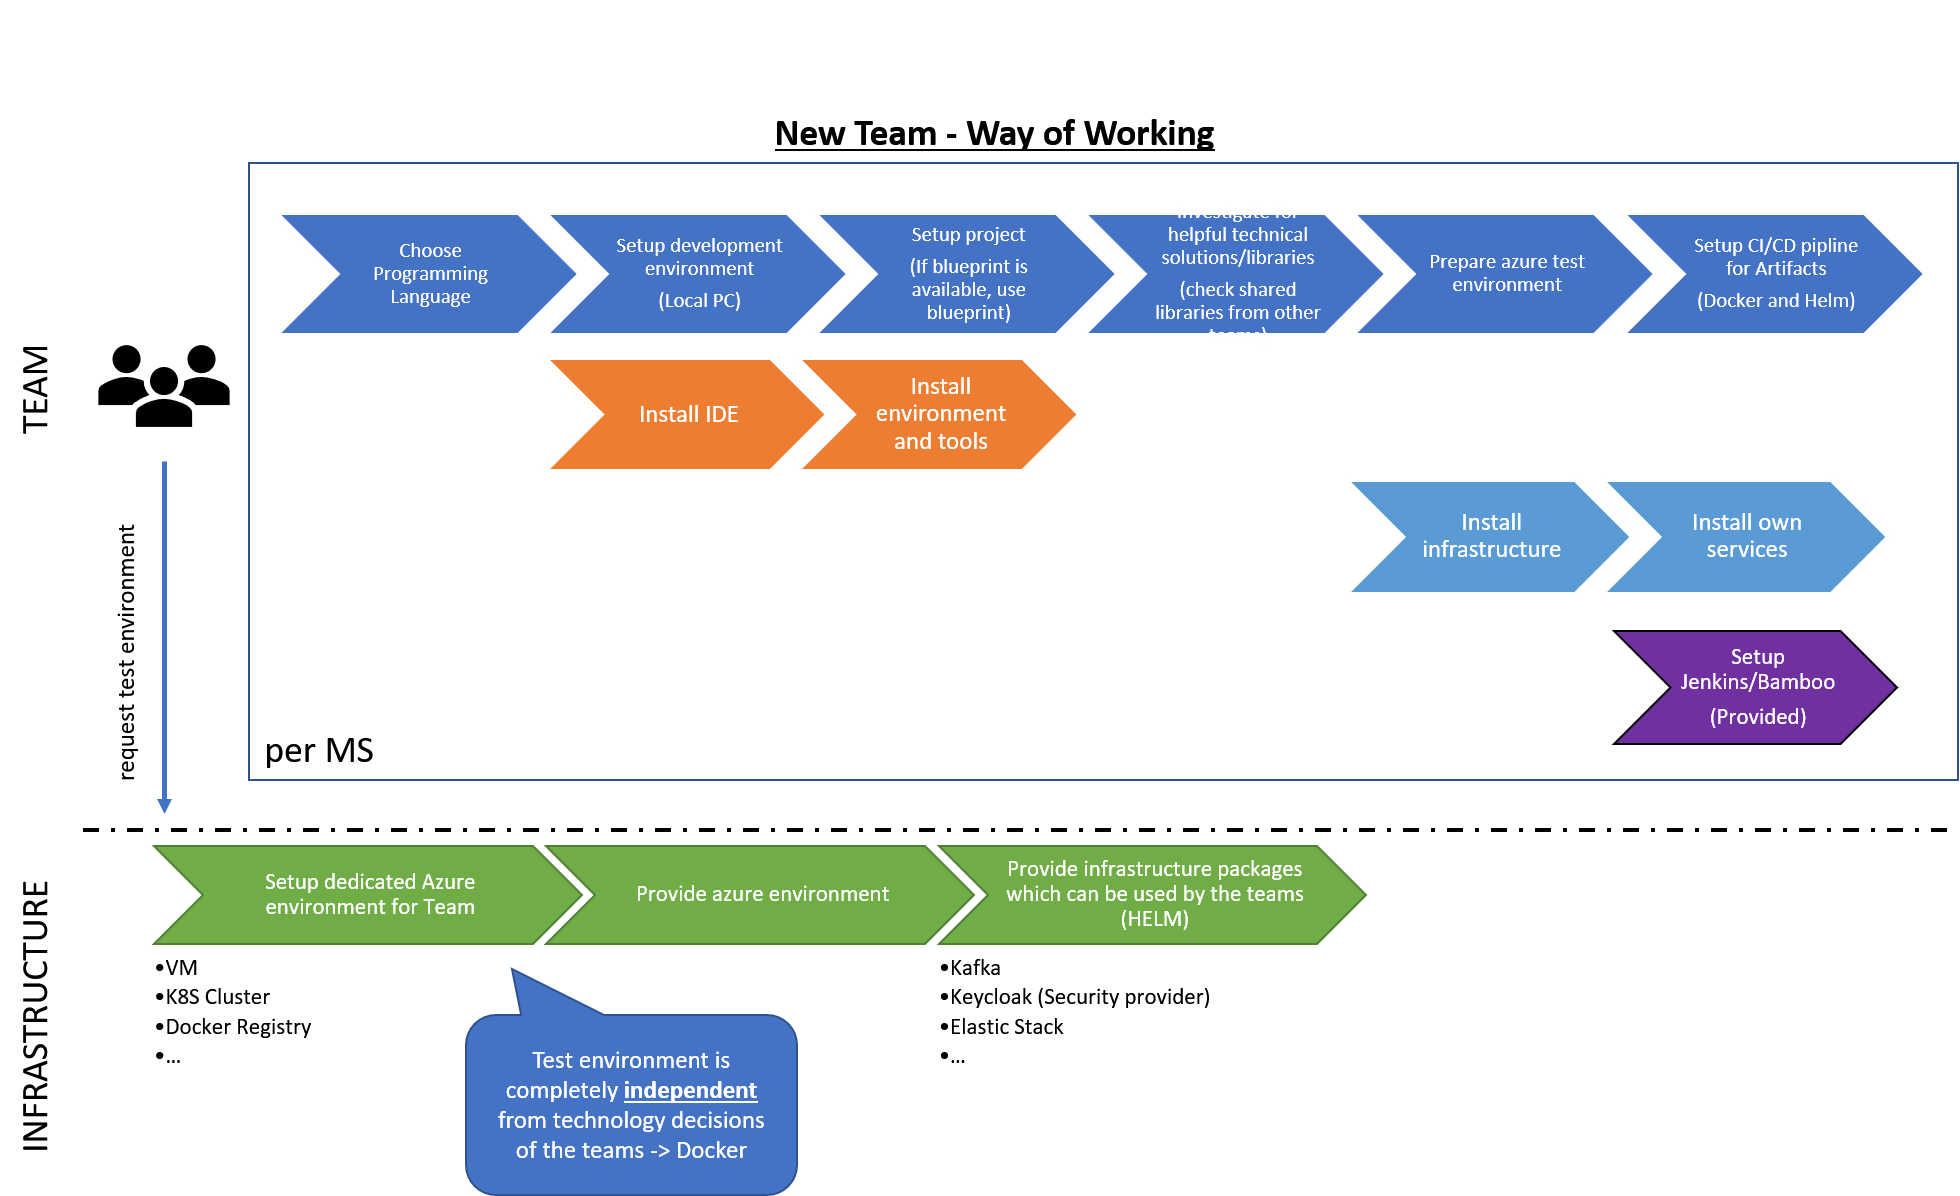 New Team - Way of Working
TEAM
Choose
Programming
Language
Setup development
environment
(Local PC)
Setup project
(If blueprint is
available, use
blueprint)
Investigate for
helpful technical
solutions/libraries
(check shared
libraries from other
teams)
Prepare azure test
environment
Setup CI/CD pipline
for Artifacts
(Docker and Helm)
Install IDE
Install
environment
and tools
Install
infrastructure
Install own
services
Setup
Jenkins/Bamboo
(Provided)
per MS
request test environment
INFRASTRUCTURE
Setup dedicated Azure
environment for Team
Provide azure environment
Provide infrastructure packages
which can be used by the teams
(HELM)
•VM
•K8S Cluster
•Docker Registry
•...
•Kafka
•Keycloak (Security provider)
•Elastic Stack
•...
Test environment is
completely independent
from technology decisions
of the teams -> Docker